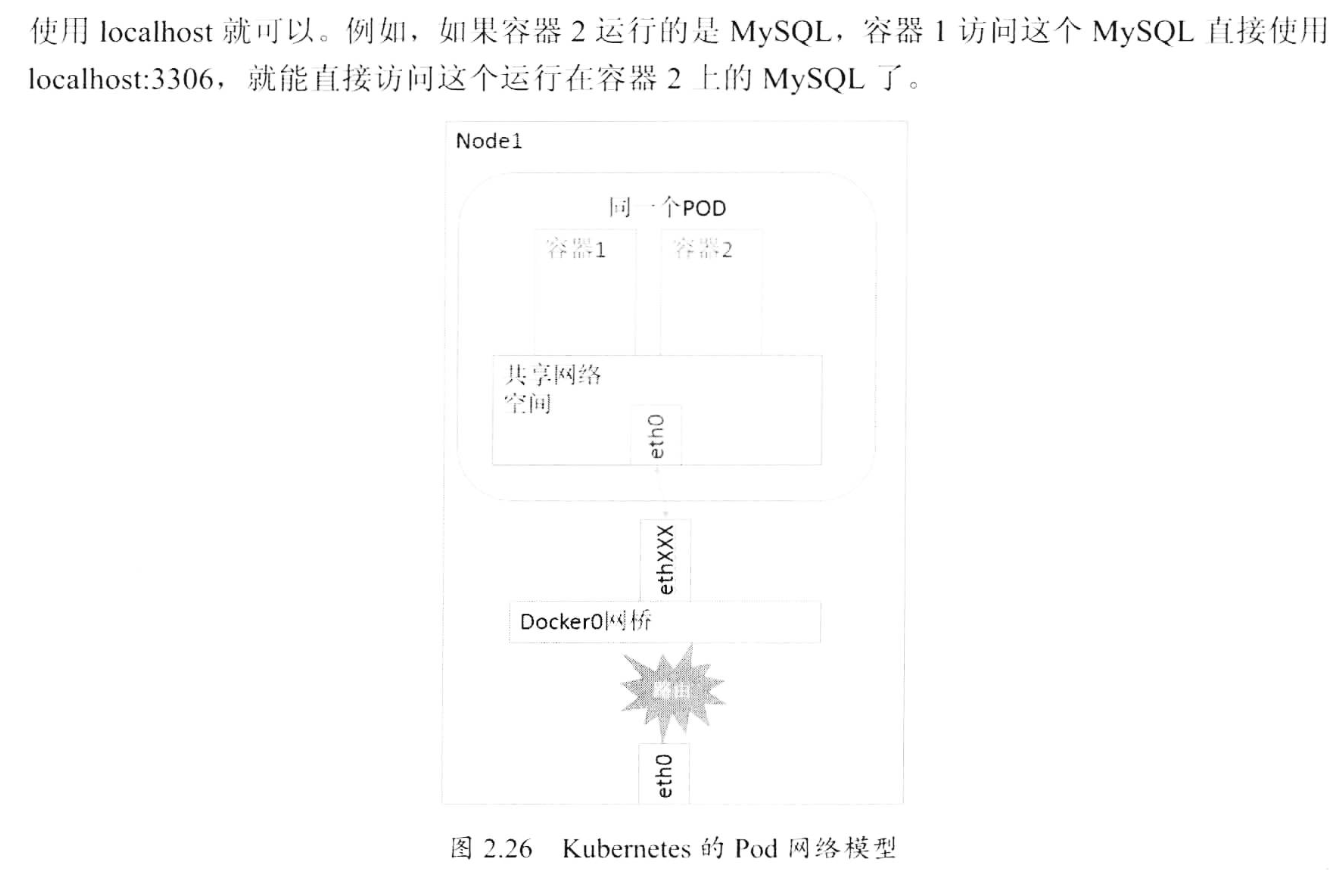 使用 localhost 就可以。例如，如果容器 2 运行的是 MySQL，容器 1 访问这个 MySQL 直接使用
localhost:3306，就能直接访问这个运行在容器 2 上的 MySQL 了。
Node1
同一个POD
容器1
容器2
共享网络
空间
eth0
ethXXX
Docker0网桥
路由
eth0
图 2.26 Kubernetes 的 Pod 网络模型